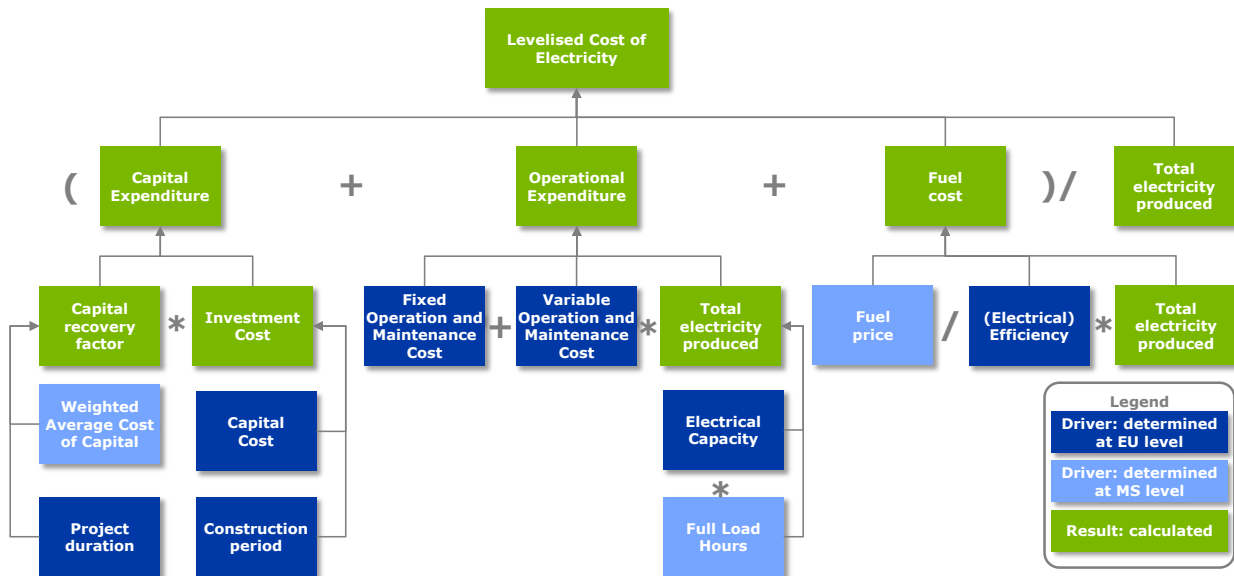 Levelised Cost of
Electricity
(
Capital
Expenditure
+
Operational
Expenditure
+
Fuel
cost
)/
Total
electricity
produced
Capital
recovery
factor
*
Investment
Cost
Fixed
Operation and
Maintenance
Cost
+
Variable
Operation and
Maintenance
Cost
*
Total
electricity
produced
Fuel
price
/
(Electrical)
Efficiency
*
Total
electricity
produced
Weighted
Average Cost
of Capital
Capital
Cost
Electrical
Capacity
*
Project
duration
Construction
period
Full Load
Hours
Legend
Driver: determined
at EU level
Driver: determined
at MS level
Result: calculated